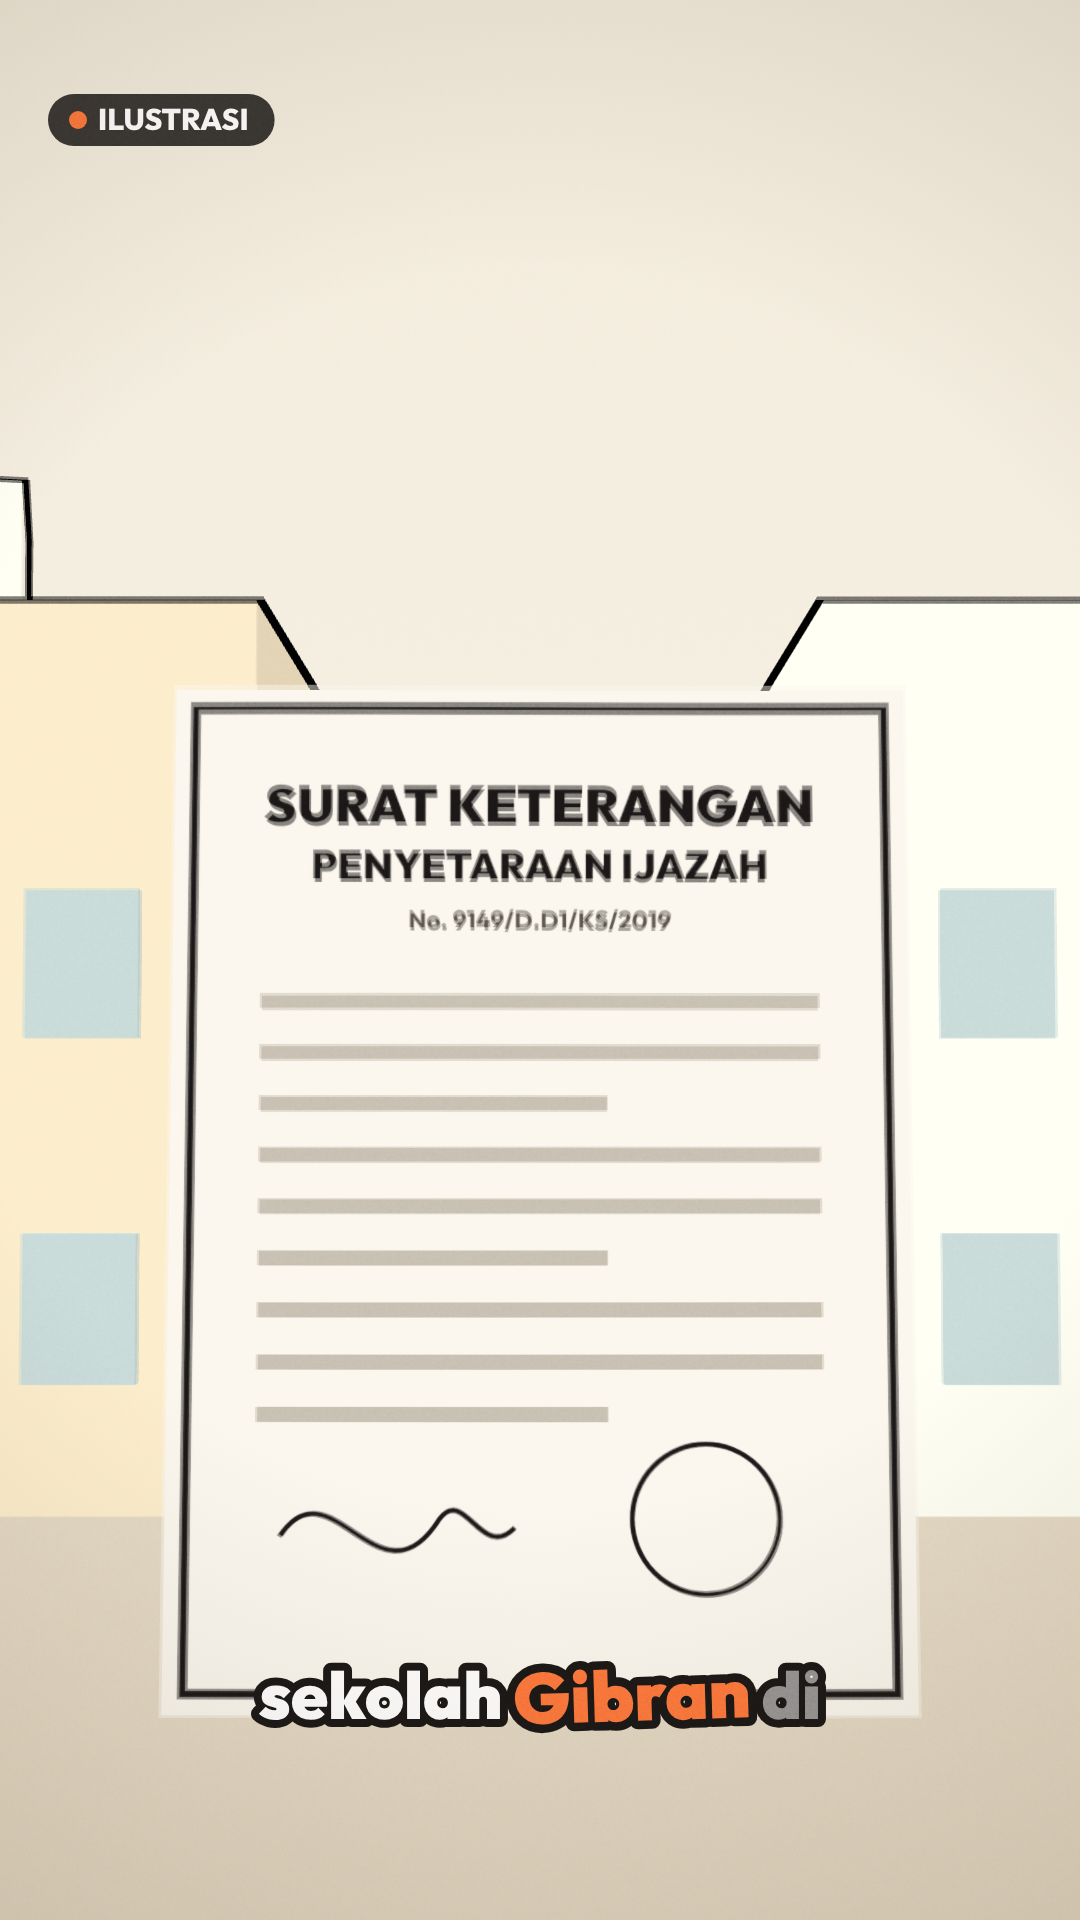 ILUSTRASI
SURAT KETERANGAN
PENYETARAAN IJAZAH
No. 9149/D.D1/KS/2019
sekolah Gibran di